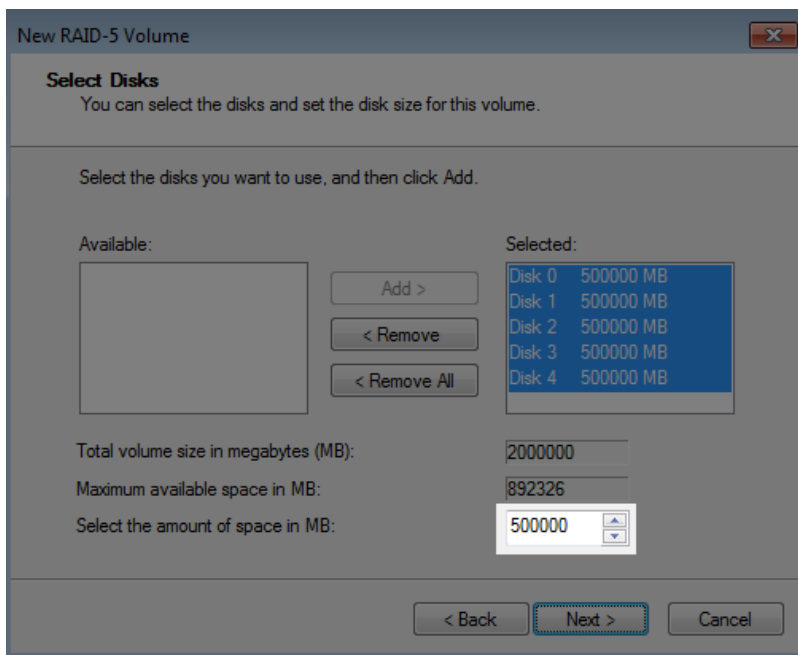 New RAID-5 Volume
Select Disks
You can select the disks and set the disk size for this volume.
Select the disks you want to use, and then click Add.
Available:
Selected:
Add >
< Remove
< Remove All
Disk 0 500000 MB
Disk 1 500000 MB
Disk 2 500000 MB
Disk 3 500000 MB
Disk 4 500000 MB
Total volume size in megabytes (MB): 2000000
Maximum available space in MB: 892326
Select the amount of space in MB: 500000
< Back Next > Cancel